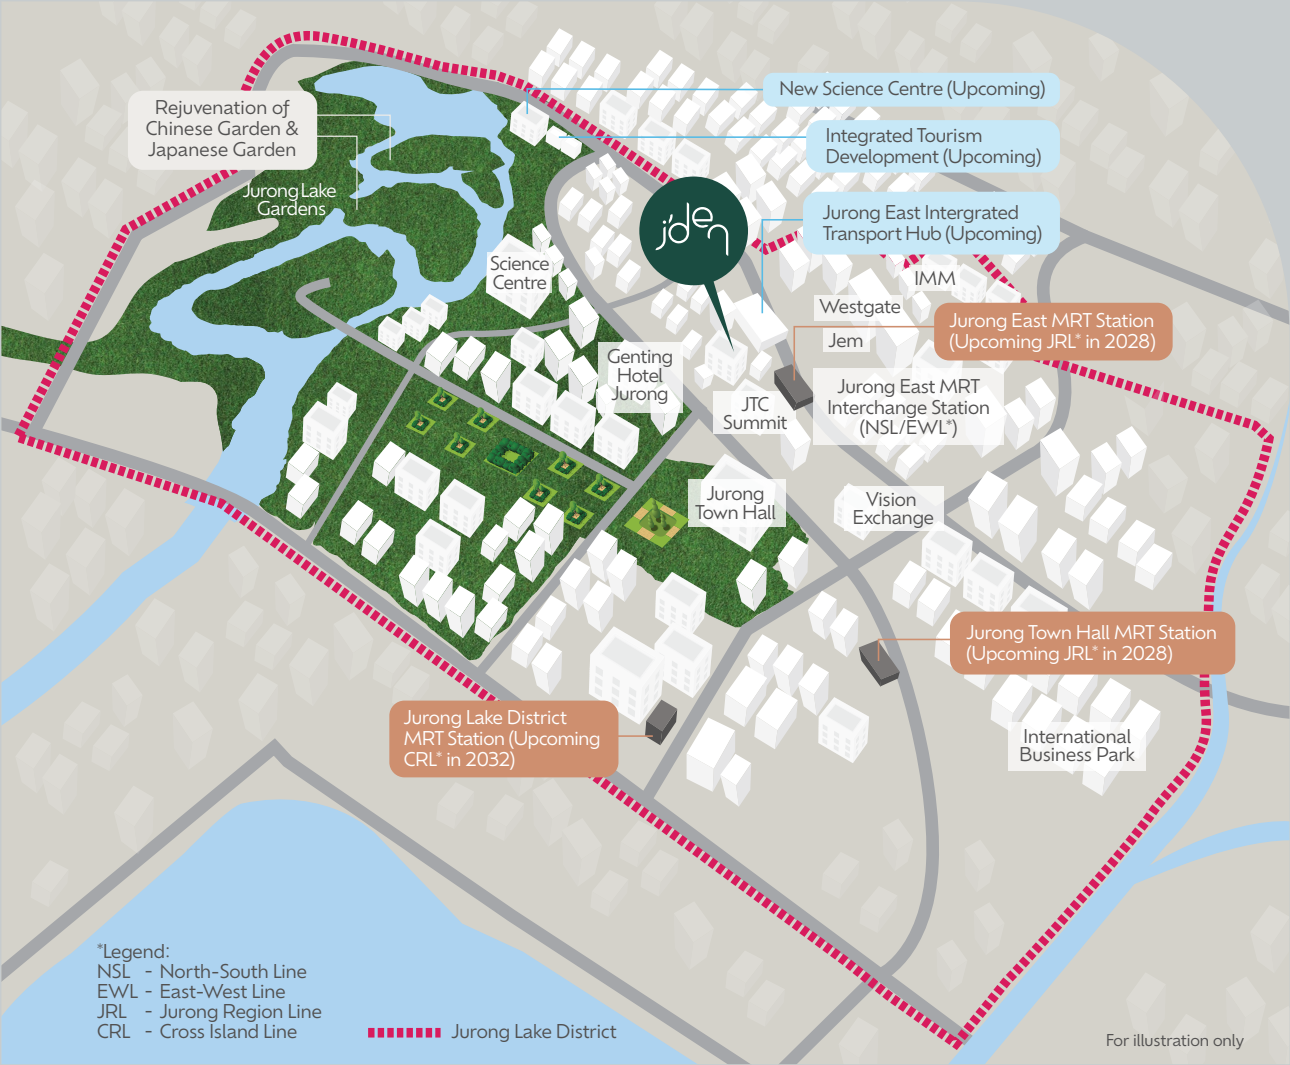 New Science Centre (Upcoming)
Rejuvenation of
Chinese Garden &
Japanese Garden
Integrated Tourism
Development (Upcoming)
Jurong Lake
Gardens
j'den
Jurong East Intergrated
Transport Hub (Upcoming)
Science
Centre
IMM
Westgate
Jurong East MRT Station
(Upcoming JRL* in 2028)
Jem
Genting
Hotel
Jurong
Jurong East MRT
Interchange Station
(NSL/EWL*)
JTC
Summit
Jurong
Town Hall
Vision
Exchange
Jurong Town Hall MRT Station
(Upcoming JRL* in 2028)
Jurong Lake District
MRT Station (Upcoming
CRL* in 2032)
International
Business Park
*Legend:
NSL - North-South Line
EWL - East-West Line
JRL - Jurong Region Line
CRL - Cross Island Line
Jurong Lake District
For illustration only